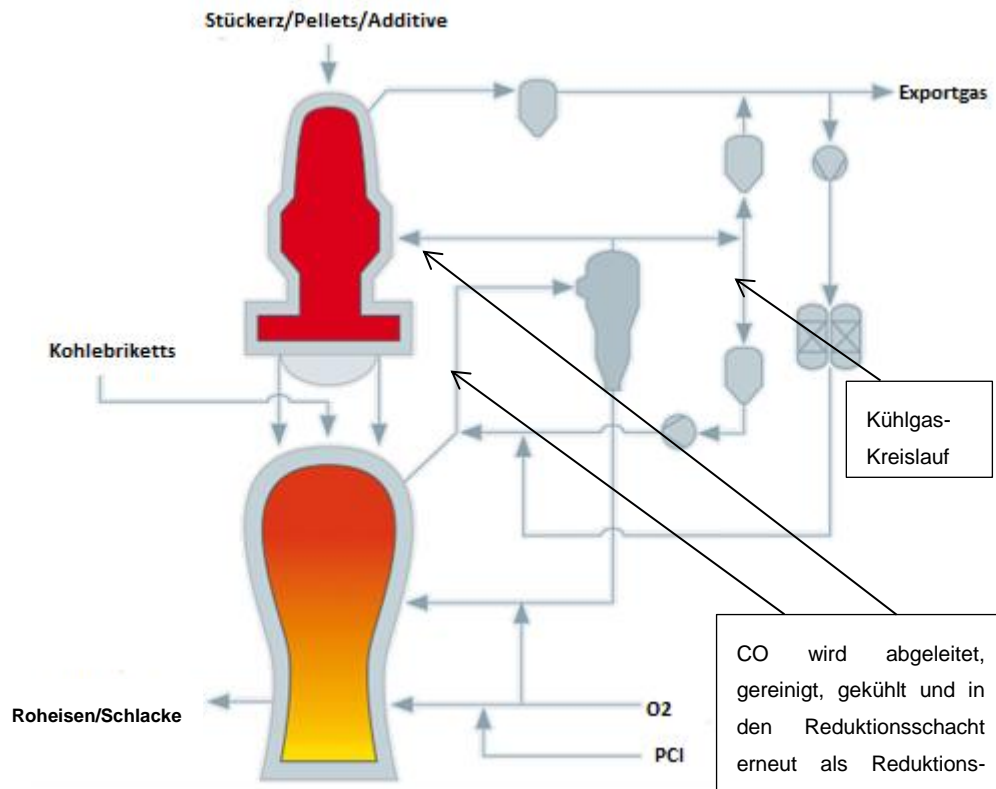 Stückerz/Pellets/Additive
Exportgas
Kohlebriketts
Kühlgas-
Kreislauf
CO wird abgeleitet,
gereinigt, gekühlt und in
den Reduktionsschacht
erneut als Reduktions-
Roheisen/Schlacke
O2
PCI